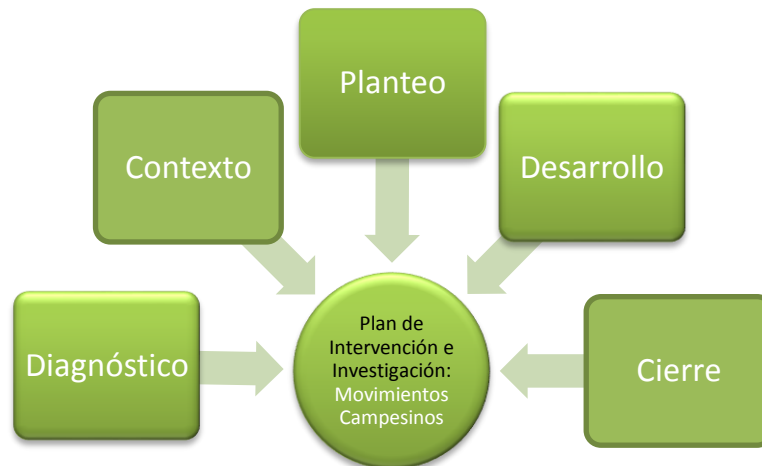 Planteo
Contexto
Desarrollo
Diagnóstico
Plan de
Intervención e
Investigación:
Movimientos
Campesinos
Cierre